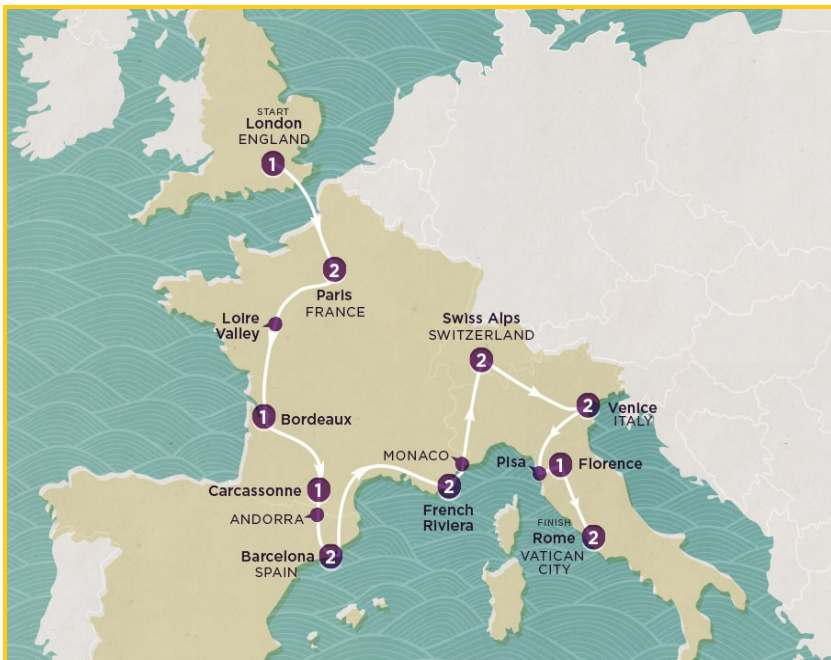 START
London
ENGLAND
1
2
Paris
FRANCE
Loire
Valley
Swiss Alps
SWITZERLAND
2
1
Bordeaux
2
Venice
ITALY
MONACO
Pisa
1
Florence
Carcassonne
1
2
French
Riviera
ANDORRA
Barcelona
SPAIN
2
FINISH
Rome
VATICAN
CITY
2